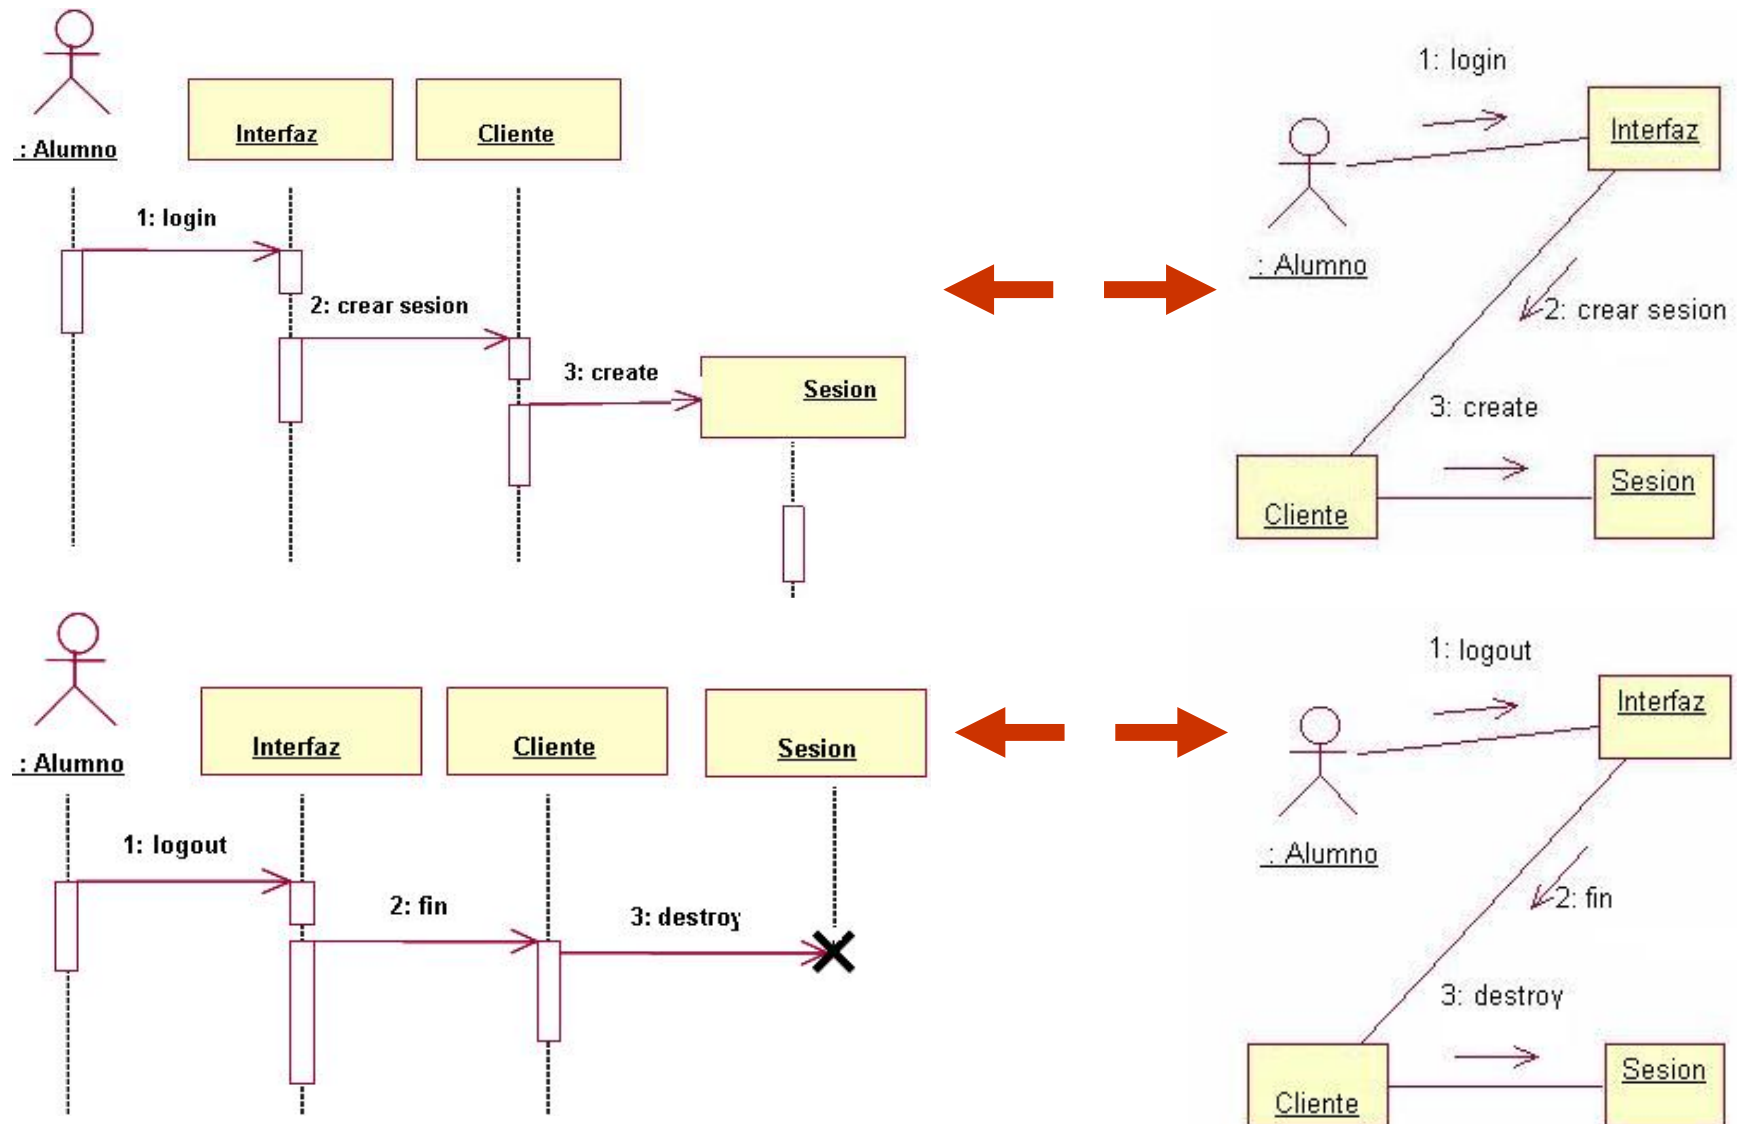 : Alumno
Interfaz
Cliente
1: login
2: crear sesion
3: create
Sesion
1: login
Interfaz
: Alumno
2: crear sesion
3: create
Cliente
Sesion
: Alumno
Interfaz
Cliente
Sesion
1: logout
2: fin
3: destroy
1: logout
Interfaz
: Alumno
2: fin
3: destroy
Cliente
Sesion